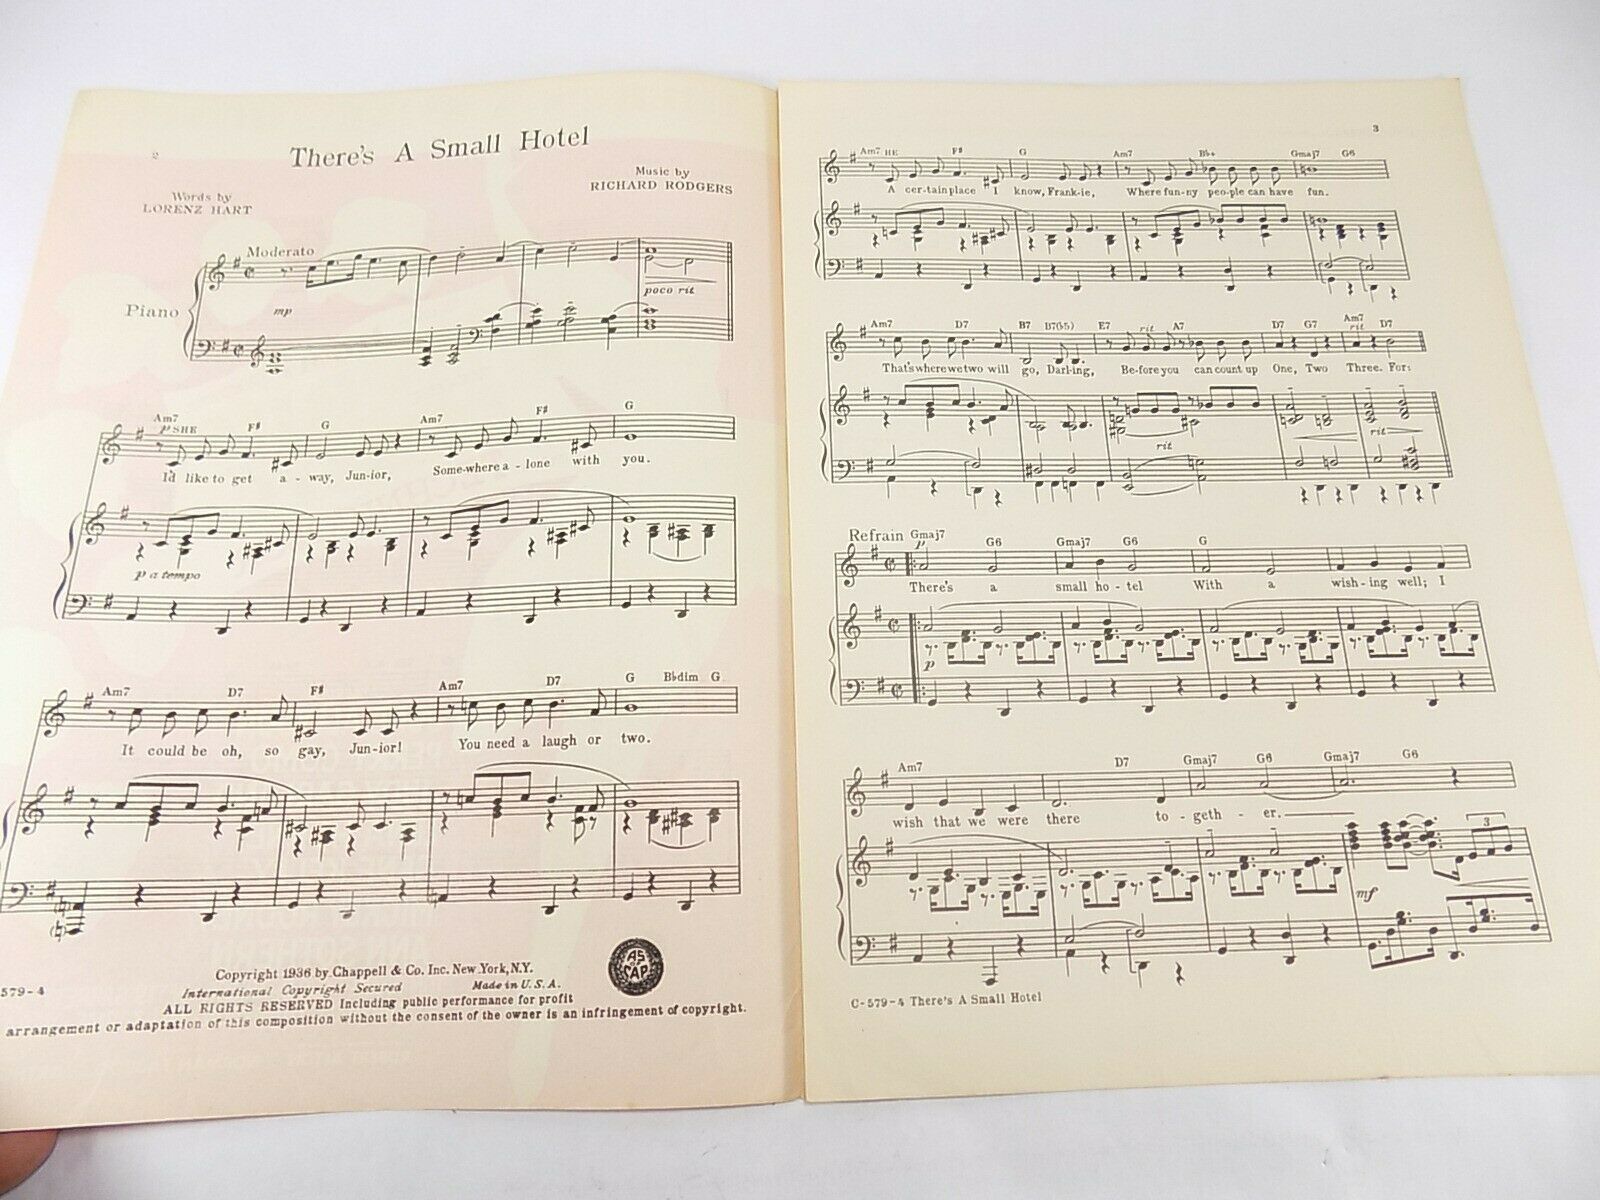 2
There's A Small Hotel
Words by
LORENZ HART
Music by
RICHARD RODGERS
Moderato
Piano
mp
poco rit
Am7 F# G Am7 F# G
p SHE
I'd like to get a - way, Jun-ior, Some-where a - lone with you.
p a tempo
Am7 D7 F# Am7 D7 G B♭dim G
It could be oh, so gay, Jun-ior! You need a laugh or two.
Copyright 1936 by Chappell & Co. Inc. New York, N.Y.
International Copyright Secured Made in U.S.A.
ALL RIGHTS RESERVED Including public performance for profit
arrangement or adaptation of this composition without the consent of the owner is an infringement of copyright.
579-4
AS
OF
CAP
3
Am7 HE F# G Am7 B♭+ Gmaj7 G6
A cer-tain place I know, Frank-ie, Where fun-ny peo-ple can have fun.
Am7 D7 B7 B7(♭5) E7 rit A7 D7 G7 Am7 D7
rit
That's where we two will go, Darl-ing, Be-fore you can count up One, Two Three. For:
rit
rit
Refrain Gmaj7 G6 Gmaj7 G6 G
p
There's a small ho-tel With a wish-ing well; I
p
Am7 D7 Gmaj7 G6 Gmaj7 G6
wish that we were there to - geth - er.
3
mf
C-579-4 There's A Small Hotel